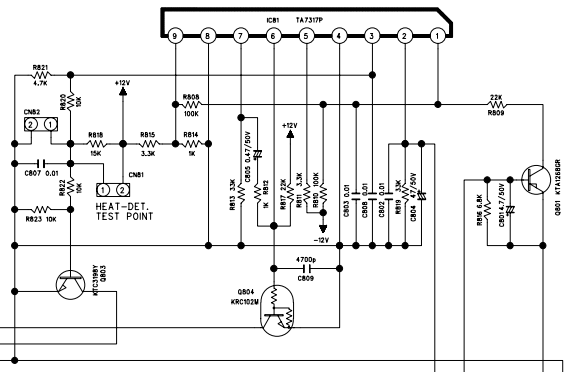 IC81 TA7317P
9 8 7 6 5 4 3 2 1
R821
4.7K
R820
10K
+12V
R808
100K
22K
R809
CN82
2 1
R818
15K
R815
3.3K
R814
1K
C807 0.01
R822
10K
CN81
1 2
HEAT-DET.
TEST POINT
R823 10K
C805 0.47/50V
R813 33K
R812
1K
+12V
R817 22K
R811 3.3K
R810 100K
-12V
C803 0.01
C808 0.01
C802 0.01
R819 33K
C804 47/50V
R816 6.8K
C801 4.7/50V
Q801 KTA1268GR
KTC3198Y
Q803
4700p
C809
Q804
KRC102M